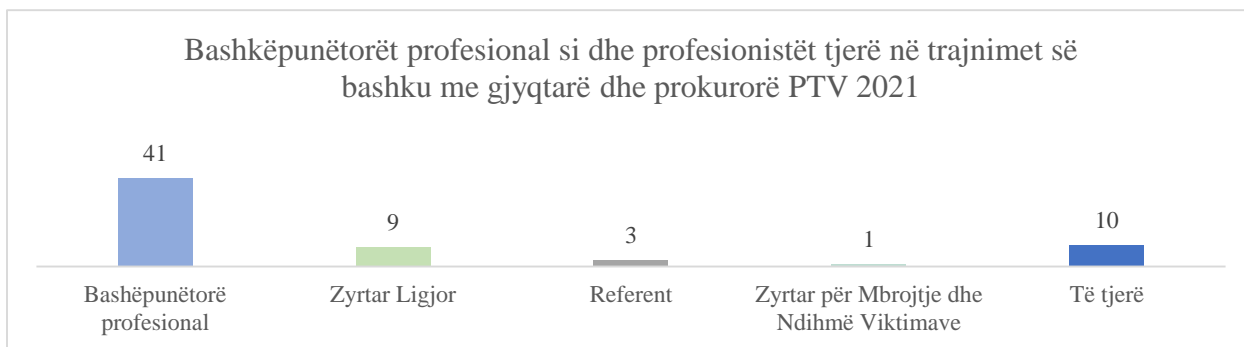 Bashkëpunëtorët profesional si dhe profesionistët tjerë në trajnimet së
bashku me gjyqtarë dhe prokurorë PTV 2021
41
9
3
1
10
Bashëpunëtorë
profesional
Zyrtar Ligjor
Referent
Zyrtar për Mbrojtje dhe
Ndihmë Viktimave
Të tjerë